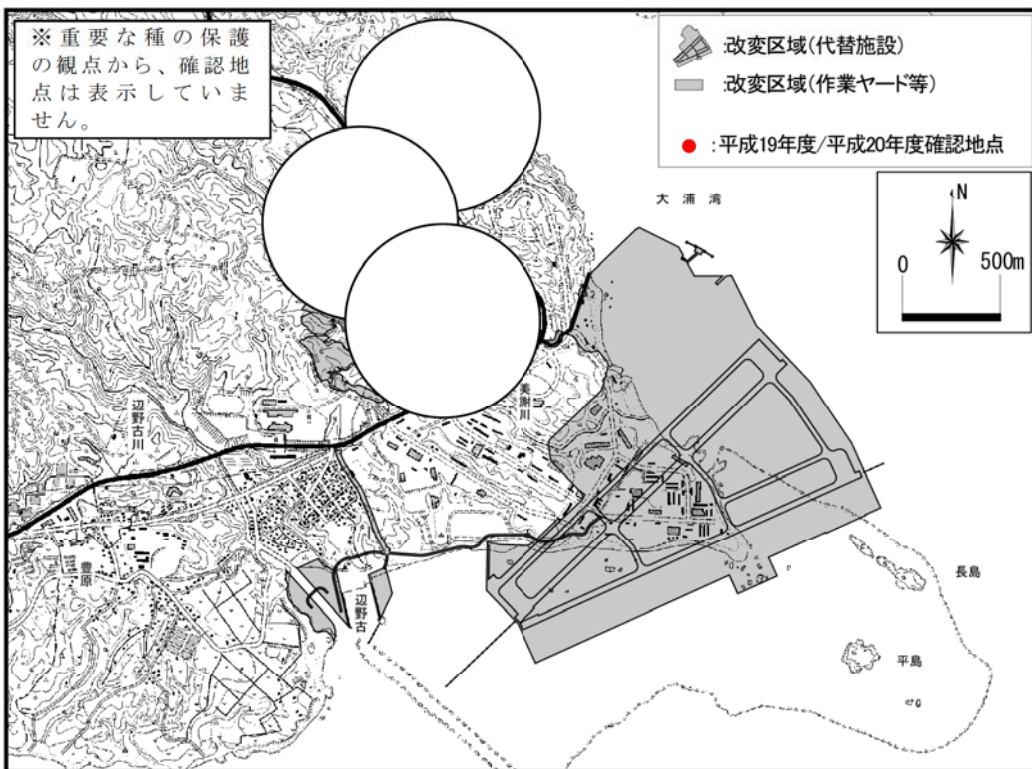 ※重要な種の保護
の観点から、確認地
点は表示していま
せん。
:改変区域(代替施設)
:改変区域(作業ヤード等)
:平成19年度/平成20年度確認地点
大浦湾
N
0 500m
辺野古川
美謝川
豊原
辺野古
長島
平島